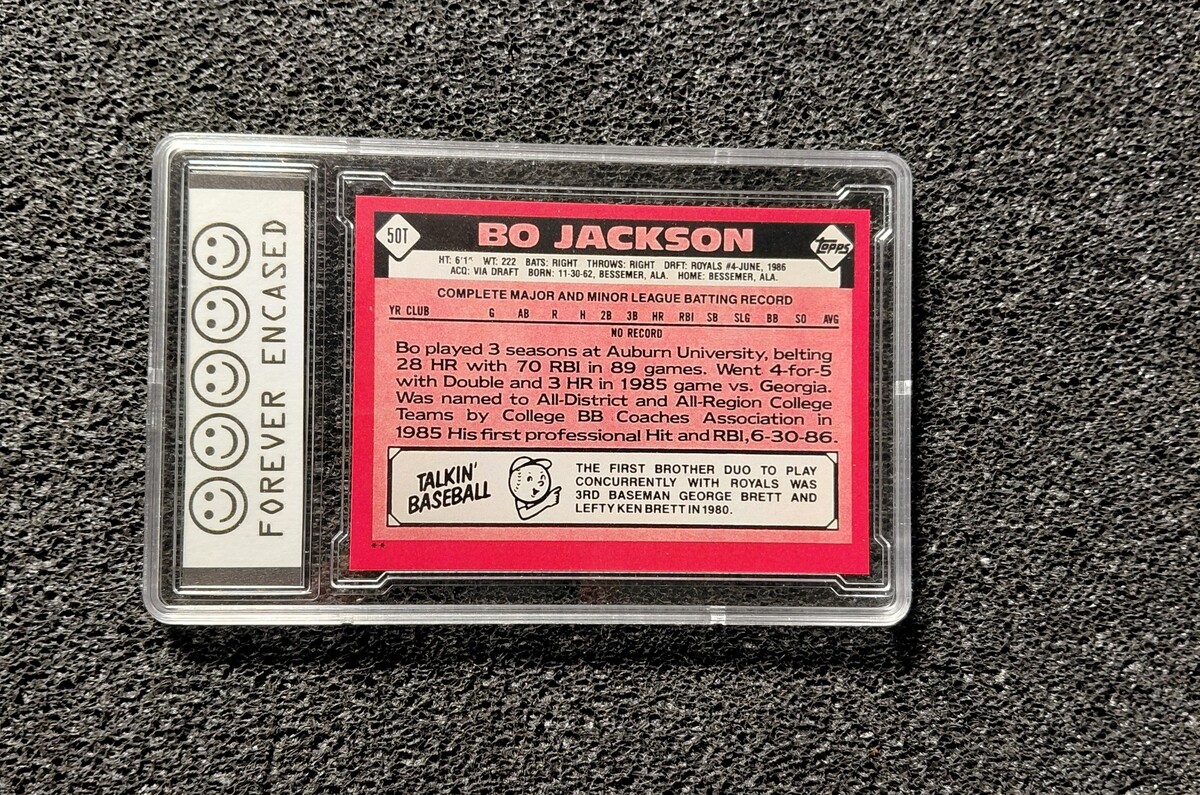 FOREVER ENCASED
50T
BO JACKSON
Topps
HT: 6'1" WT: 222 BATS: RIGHT THROWS: RIGHT DRFT: ROYALS #4-JUNE, 1986
ACQ: VIA DRAFT BORN: 11-30-62, BESSEMER, ALA. HOME: BESSEMER, ALA.
COMPLETE MAJOR AND MINOR LEAGUE BATTING RECORD
YR CLUB G AB R H 2B 3B HR RBI SB SLG BB SO AVG
NO RECORD
Bo played 3 seasons at Auburn University, belting
28 HR with 70 RBI in 89 games. Went 4-for-5
with Double and 3 HR in 1985 game vs. Georgia.
Was named to All-District and All-Region College
Teams by College BB Coaches Association in
1985 His first professional Hit and RBI, 6-30-86.
TALKIN'
BASEBALL
THE FIRST BROTHER DUO TO PLAY
CONCURRENTLY WITH ROYALS WAS
3RD BASEMAN GEORGE BRETT AND
LEFTY KEN BRETT IN 1980.